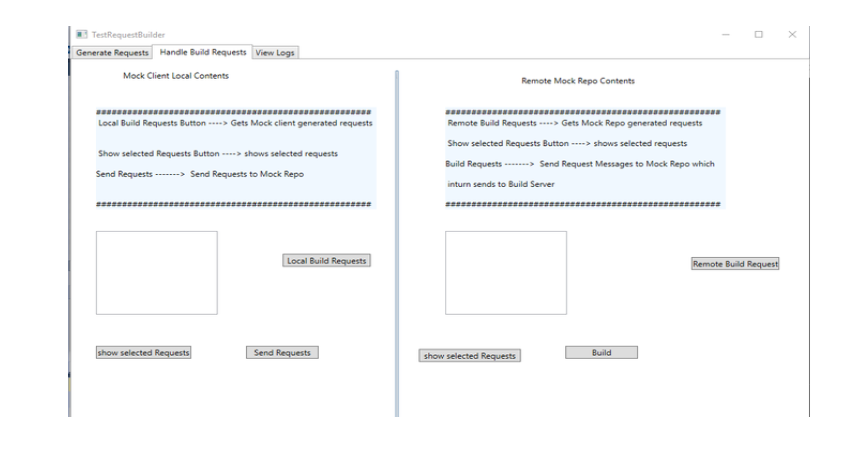 TestRequestBuilder
Generate Requests Handle Build Requests View Logs
Mock Client Local Contents
#####################################################
Local Build Requests Button ----> Gets Mock client generated requests
Show selected Requests Button ----> shows selected requests
Send Requests -------> Send Requests to Mock Repo
#####################################################
Local Build Requests
show selected Requests
Send Requests
Remote Mock Repo Contents
#####################################################
Remote Build Requests ----> Gets Mock Repo generated requests
Show selected Requests Button ----> shows selected requests
Build Requests -------> Send Request Messages to Mock Repo which
inturn sends to Build Server
#####################################################
Remote Build Request
show selected Requests
Build